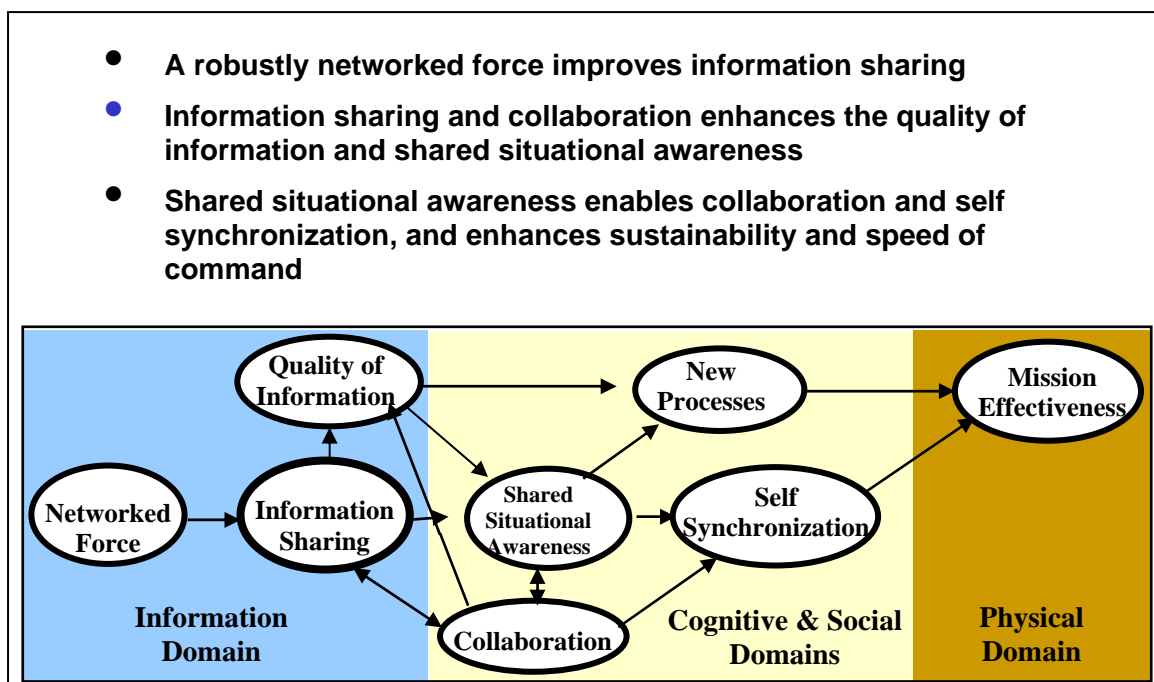 • A robustly networked force improves information sharing
• Information sharing and collaboration enhances the quality of
information and shared situational awareness
• Shared situational awareness enables collaboration and self
synchronization, and enhances sustainability and speed of
command
Quality of
Information
New
Processes
Mission
Effectiveness
Networked
Force
Information
Sharing
Shared
Situational
Awareness
Self
Synchronization
Collaboration
Information
Domain
Cognitive & Social
Domains
Physical
Domain